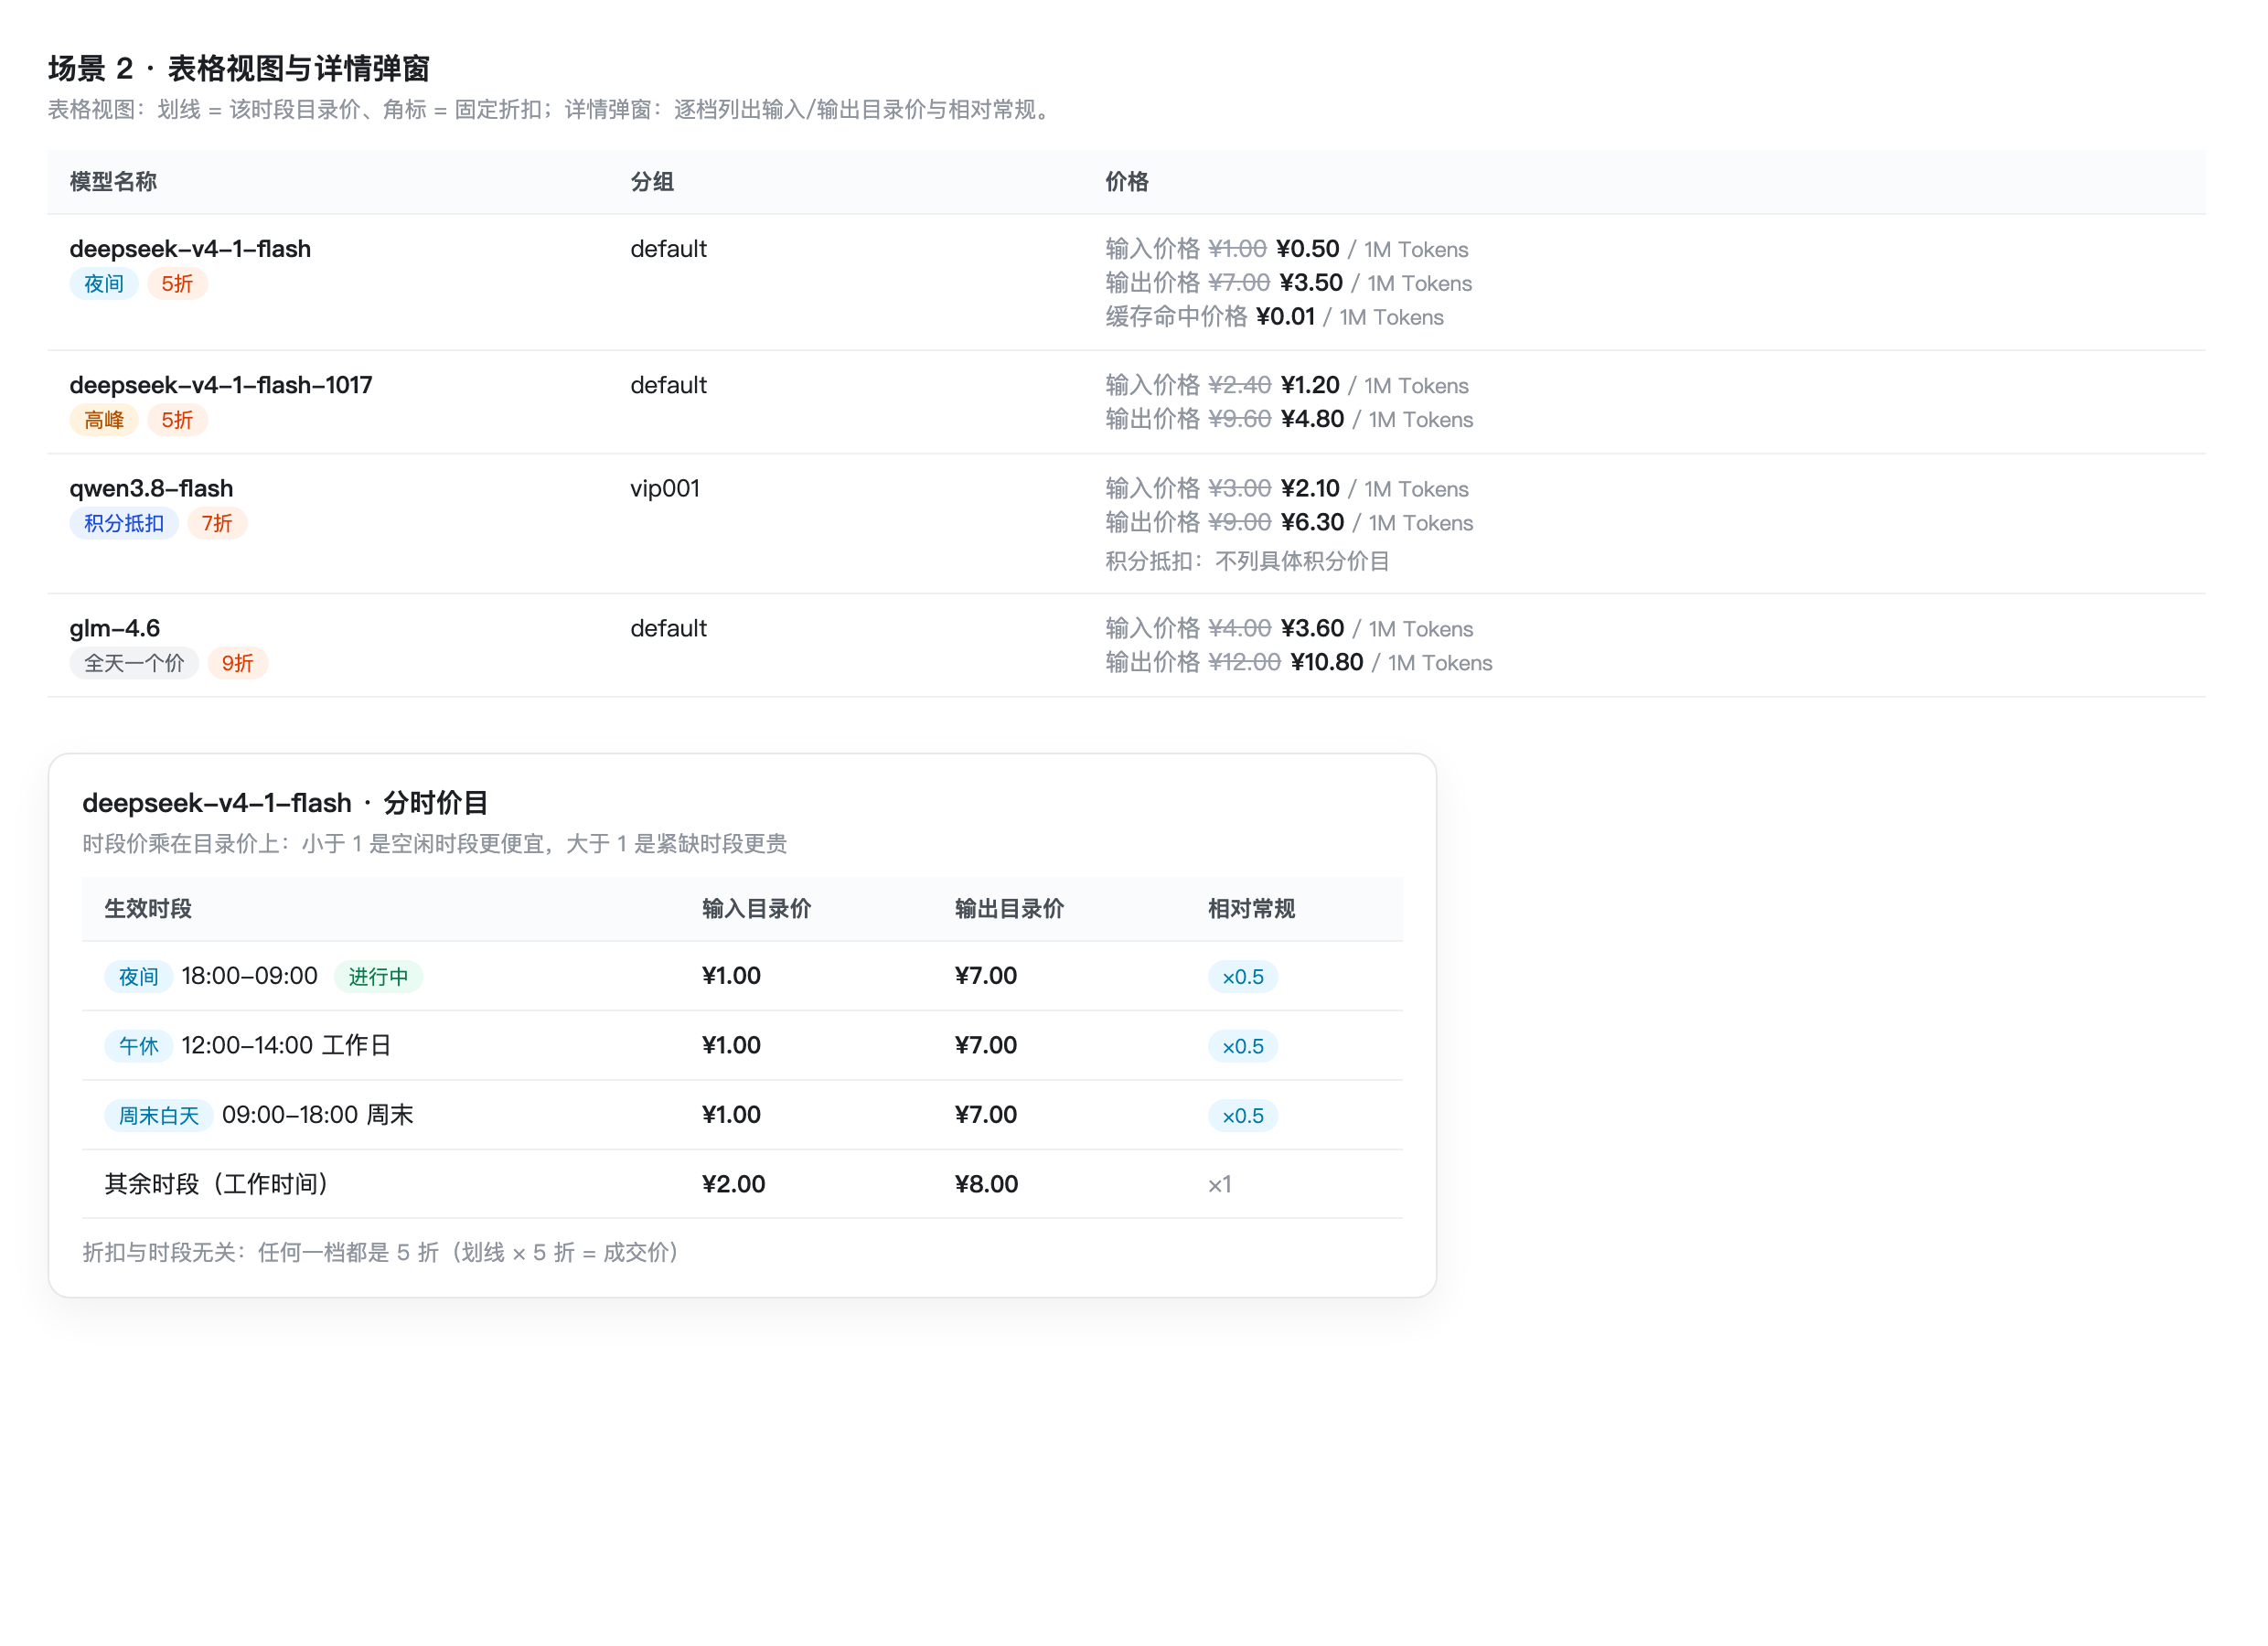 场景 2 · 表格视图与详情弹窗
表格视图：划线 = 该时段目录价、角标 = 固定折扣；详情弹窗：逐档列出输入/输出目录价与相对常规。
模型名称 分组 价格
deepseek-v4-1-flash default 输入价格 ¥1.00 ¥0.50 / 1M Tokens
夜间 5折 输出价格 ¥7.00 ¥3.50 / 1M Tokens
缓存命中价格 ¥0.01 / 1M Tokens
deepseek-v4-1-flash-1017 default 输入价格 ¥2.40 ¥1.20 / 1M Tokens
高峰 5折 输出价格 ¥9.60 ¥4.80 / 1M Tokens
qwen3.8-flash vip001 输入价格 ¥3.00 ¥2.10 / 1M Tokens
积分抵扣 7折 输出价格 ¥9.00 ¥6.30 / 1M Tokens
积分抵扣：不列具体积分价目
glm-4.6 default 输入价格 ¥4.00 ¥3.60 / 1M Tokens
全天一个价 9折 输出价格 ¥12.00 ¥10.80 / 1M Tokens
deepseek-v4-1-flash · 分时价目
时段价乘在目录价上：小于 1 是空闲时段更便宜，大于 1 是紧缺时段更贵
生效时段 输入目录价 输出目录价 相对常规
夜间 18:00–09:00 进行中 ¥1.00 ¥7.00 ×0.5
午休 12:00–14:00 工作日 ¥1.00 ¥7.00 ×0.5
周末白天 09:00–18:00 周末 ¥1.00 ¥7.00 ×0.5
其余时段（工作时间） ¥2.00 ¥8.00 ×1
折扣与时段无关：任何一档都是 5 折（划线 × 5 折 = 成交价）